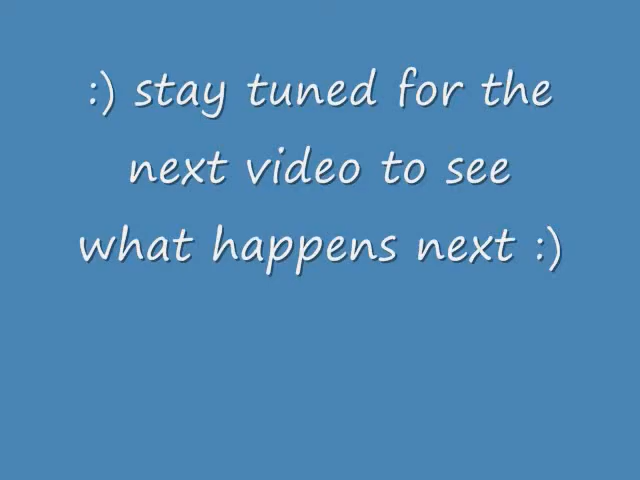 :) stay tuned for the
next video to see
what happens next :)